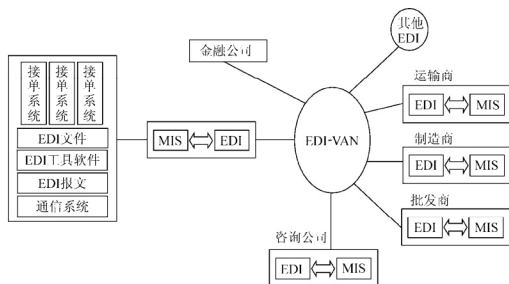 其他
EDI
金融公司
接单系统
接单系统
接单系统
EDI文件
EDI工具软件
EDI报文
通信系统
MIS
EDI
EDI-VAN
运输商
EDI
MIS
制造商
EDI
MIS
批发商
EDI
MIS
咨询公司
EDI
MIS